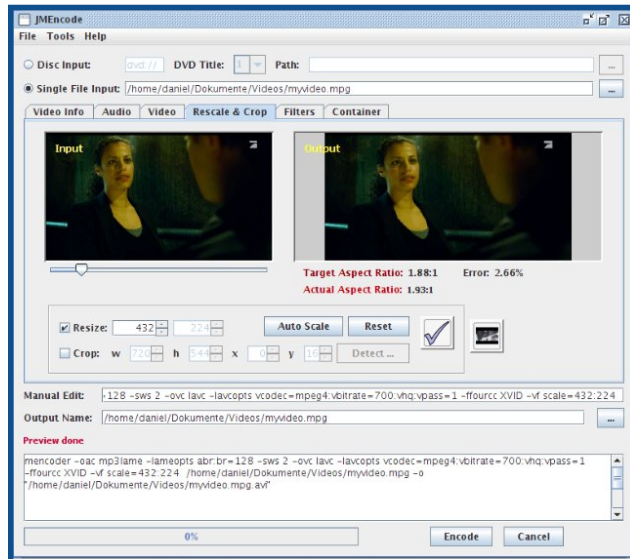 JMEncode
File Tools Help
Disc Input: dvd:// DVD Title: 1 Path: ...
Single File Input: /home/daniel/Dokumente/Videos/myvideo.mpg ...
Video Info Audio Video Rescale & Crop Filters Container
Input Output
Target Aspect Ratio: 1.88:1 Error: 2.66%
Actual Aspect Ratio: 1.93:1
Resize: 432 224 Auto Scale Reset
Crop: w 720 h 544 x 0 y 16 Detect ...
Manual Edit: -128 -sws 2 -ovc lavc -lavcopts vcodec=mpeg4:vbitrate=700:vhq:vpass=1 -ffourcc XVID -vf scale=432:224
Output Name: /home/daniel/Dokumente/Videos/myvideo.mpg ...
Preview done
mencoder -oac mp3lame -lameopts abr:br=128 -sws 2 -ovc lavc -lavcopts vcodec=mpeg4:vbitrate=700:vhq:vpass=1
-ffourcc XVID -vf scale=432:224 /home/daniel/Dokumente/Videos/myvideo.mpg -o
"/home/daniel/Dokumente/Videos/myvideo.mpg.avi"
0% Encode Cancel